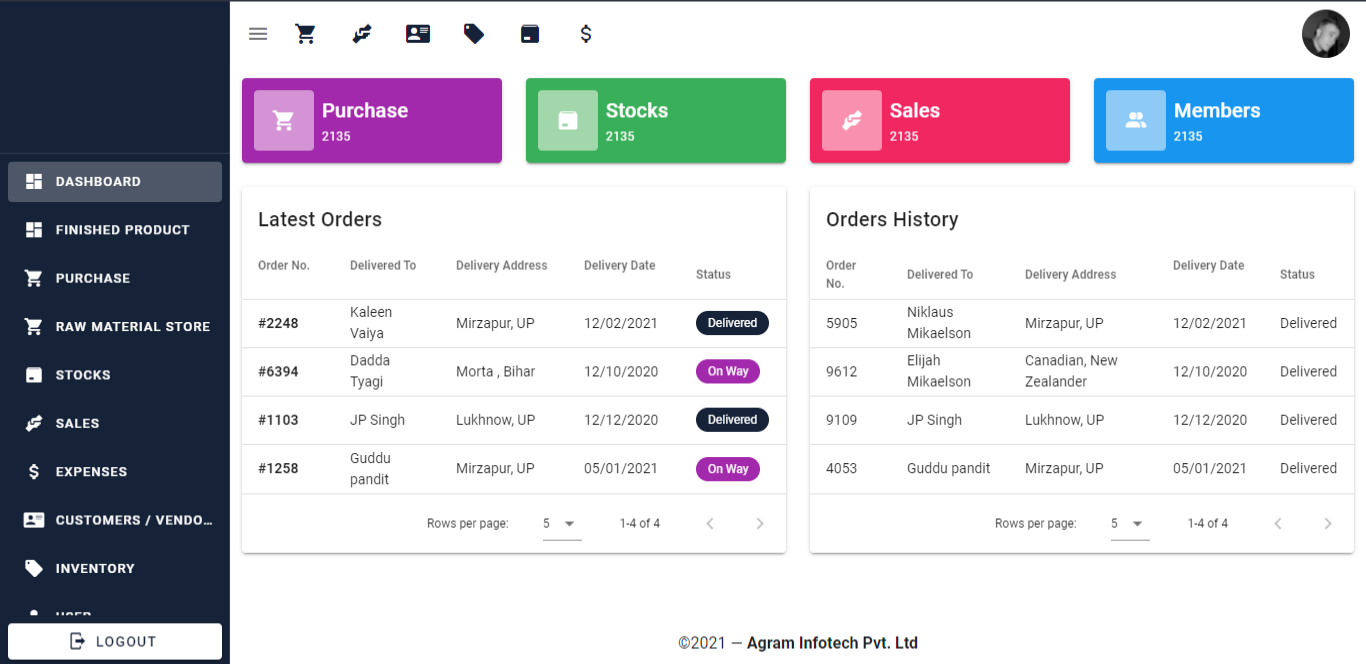 DASHBOARD
FINISHED PRODUCT
PURCHASE
RAW MATERIAL STORE
STOCKS
SALES
$ EXPENSES
CUSTOMERS / VENDO...
INVENTORY
USER
LOGOUT
$
Purchase
2135
Stocks
2135
Sales
2135
Members
2135
Latest Orders
Order No. Delivered To Delivery Address Delivery Date Status
#2248 Kaleen Mirzapur, UP 12/02/2021 Delivered
Vaiya
#6394 Dadda Morta , Bihar 12/10/2020 On Way
Tyagi
#1103 JP Singh Lukhnow, UP 12/12/2020 Delivered
#1258 Guddu Mirzapur, UP 05/01/2021 On Way
pandit
Rows per page: 5 1-4 of 4
Orders History
Order Delivered To Delivery Address Delivery Date Status
No.
5905 Niklaus Mirzapur, UP 12/02/2021 Delivered
Mikaelson
9612 Elijah Canadian, New 12/10/2020 Delivered
Mikaelson Zealander
9109 JP Singh Lukhnow, UP 12/12/2020 Delivered
4053 Guddu pandit Mirzapur, UP 05/01/2021 Delivered
Rows per page: 5 1-4 of 4
©2021 — Agram Infotech Pvt. Ltd